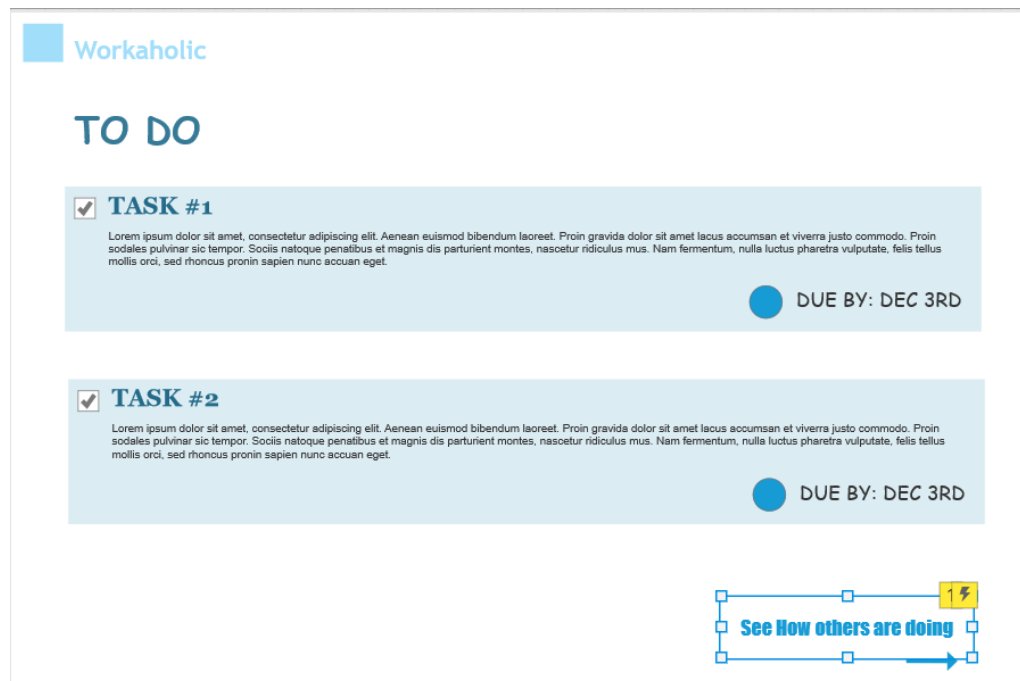 Workaholic
TO DO
TASK #1
Lorem ipsum dolor sit amet, consectetur adipiscing elit. Aenean euismod bibendum laoreet. Proin gravida dolor sit amet lacus accumsan et viverra justo commodo. Proin
sodales pulvinar sic tempor. Sociis natoque penatibus et magnis dis parturient montes, nascetur ridiculus mus. Nam fermentum, nulla luctus pharetra vulputate, felis tellus
mollis orci, sed rhoncus pronin sapien nunc accuan eget.
DUE BY: DEC 3RD
TASK #2
Lorem ipsum dolor sit amet, consectetur adipiscing elit. Aenean euismod bibendum laoreet. Proin gravida dolor sit amet lacus accumsan et viverra justo commodo. Proin
sodales pulvinar sic tempor. Sociis natoque penatibus et magnis dis parturient montes, nascetur ridiculus mus. Nam fermentum, nulla luctus pharetra vulputate, felis tellus
mollis orci, sed rhoncus pronin sapien nunc accuan eget.
DUE BY: DEC 3RD
1
See How others are doing